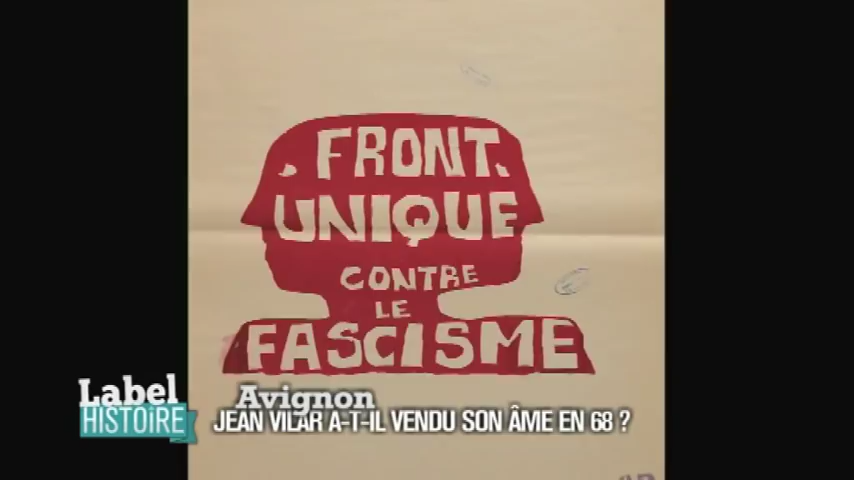 FRONT
UNIQUE
CONTRE
LE
FASCISME
Label
HISTOIRE
Avignon
JEAN VILAR A-T-IL VENDU SON ÂME EN 68 ?